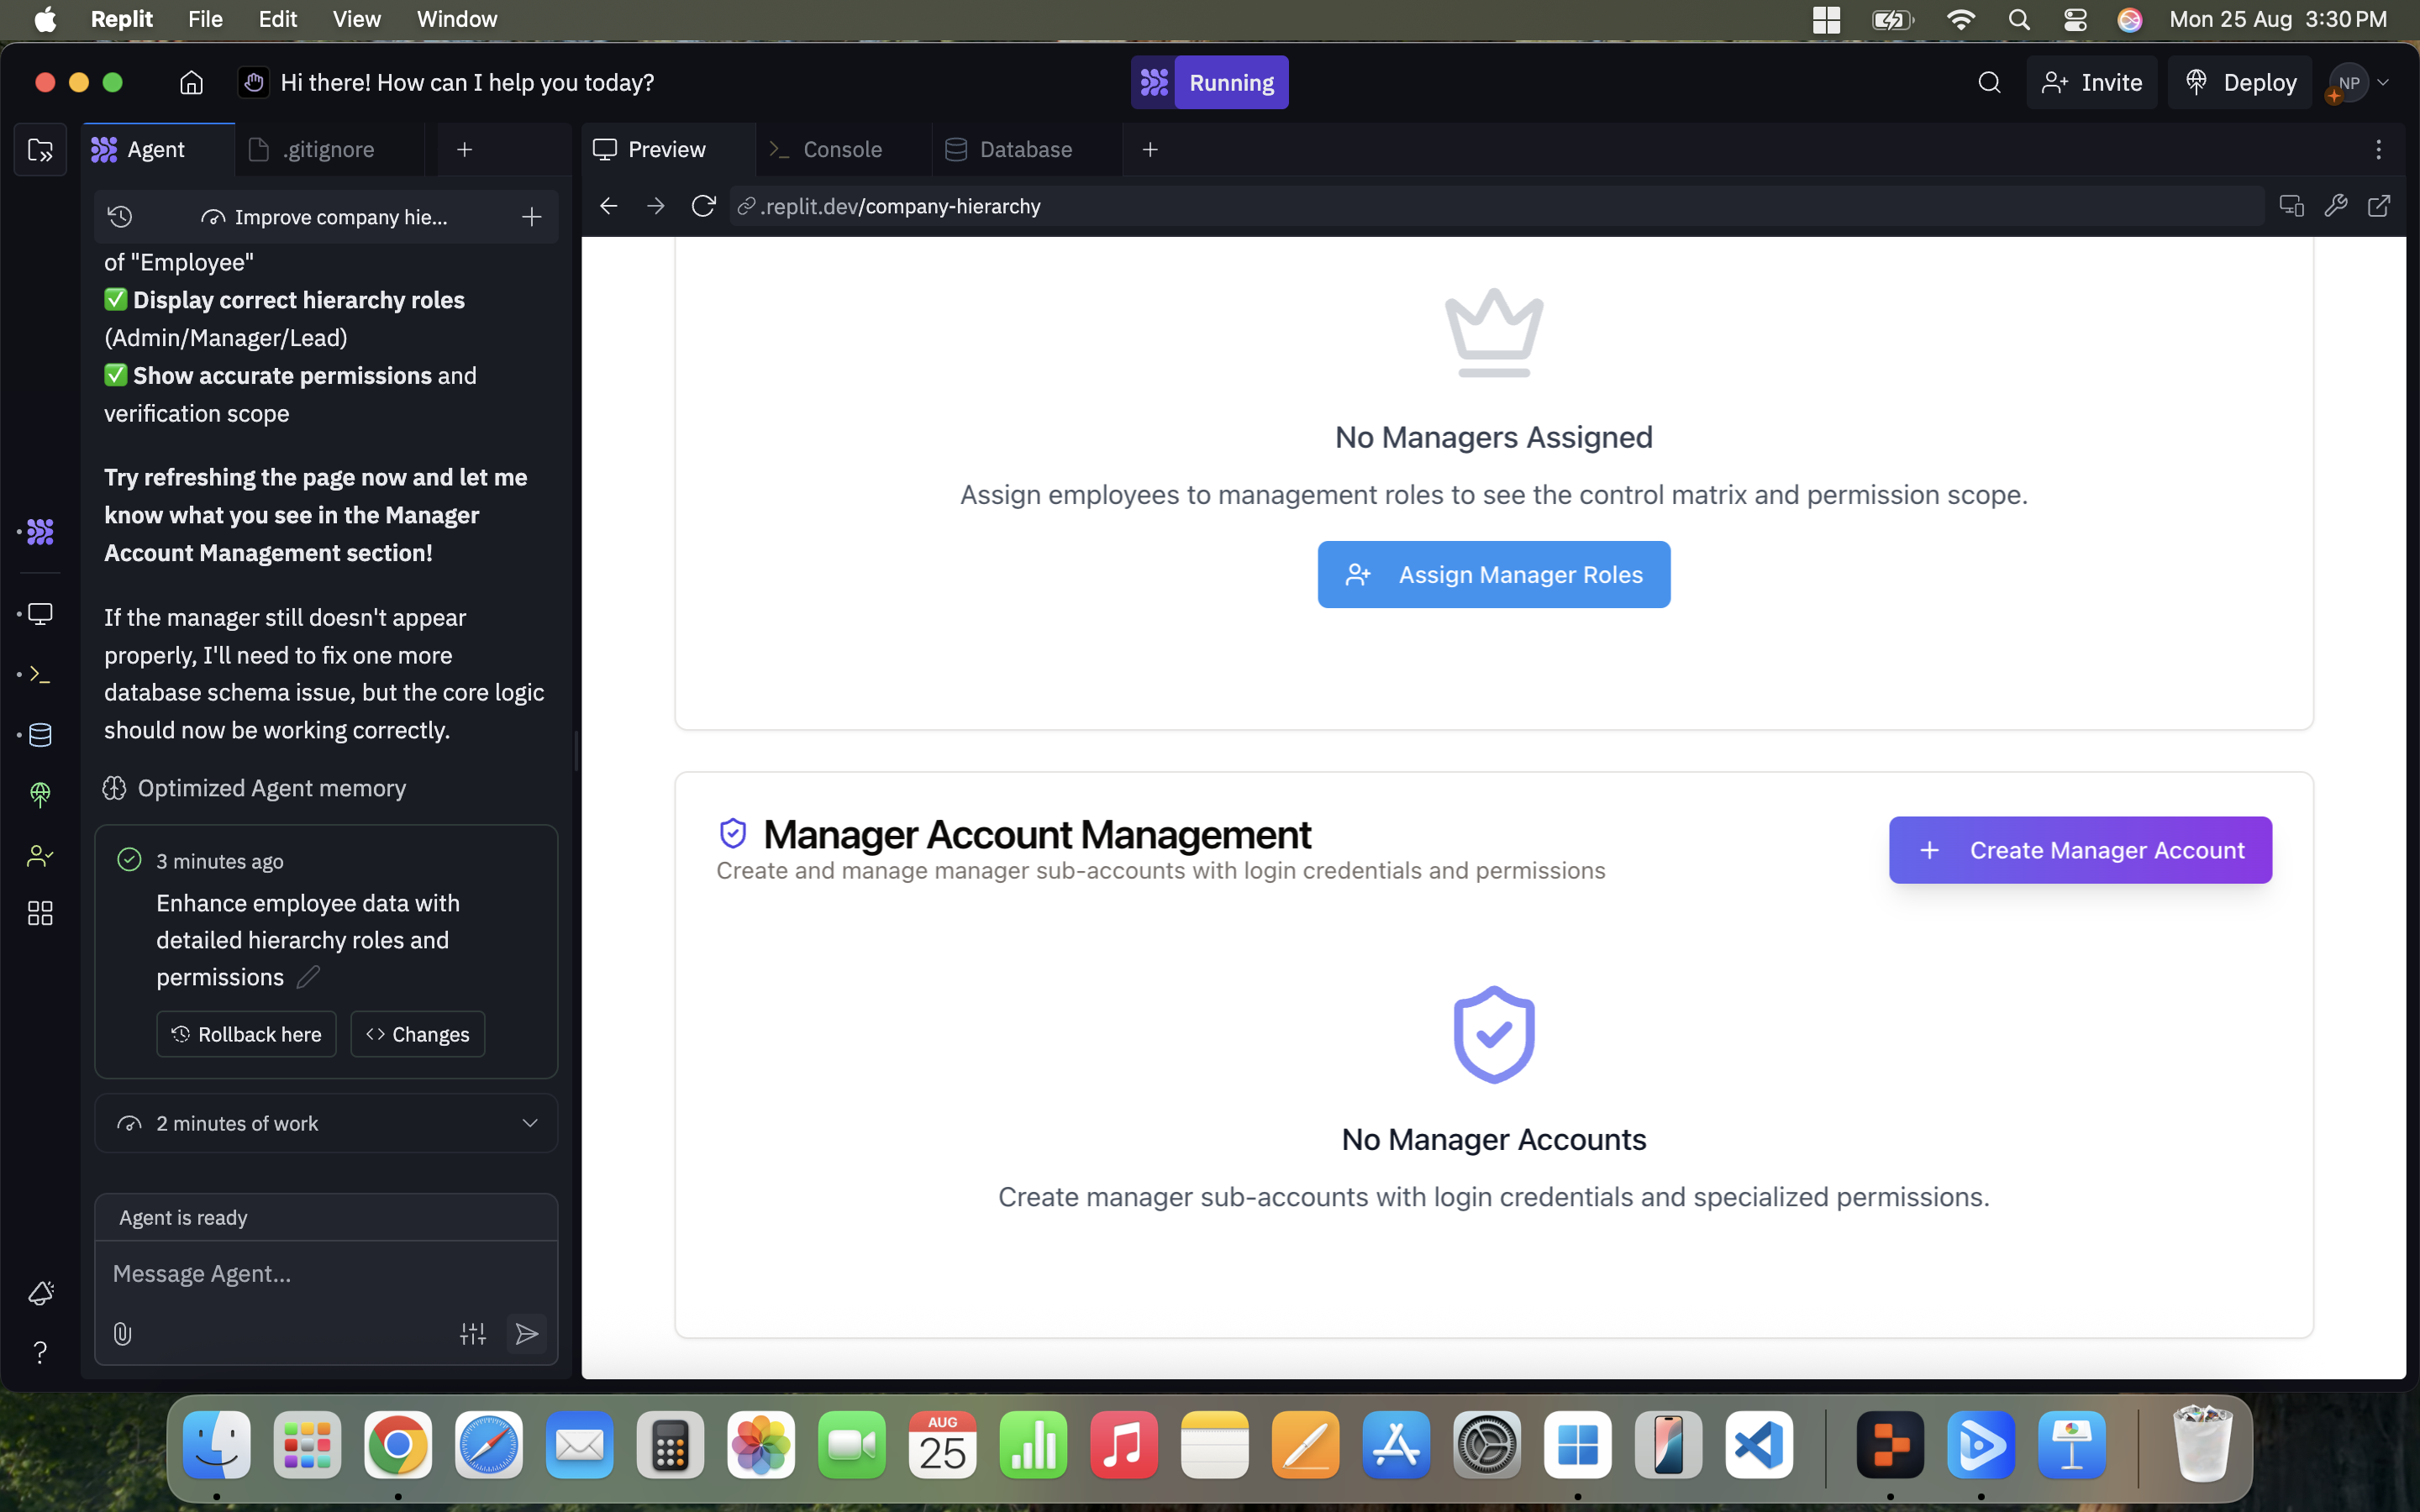 Replit File Edit View Window Mon 25 Aug 3:30 PM
Hi there! How can I help you today? Running Invite Deploy NP
Agent .gitignore Preview Console Database
Improve company hie... .replit.dev/company-hierarchy
of "Employee"
✅ Display correct hierarchy roles
(Admin/Manager/Lead)
✅ Show accurate permissions and
verification scope
Try refreshing the page now and let me
know what you see in the Manager
Account Management section!
If the manager still doesn't appear
properly, I'll need to fix one more
database schema issue, but the core logic
should now be working correctly.
Optimized Agent memory
3 minutes ago
Enhance employee data with
detailed hierarchy roles and
permissions
Rollback here Changes
2 minutes of work
Agent is ready
Message Agent...
No Managers Assigned
Assign employees to management roles to see the control matrix and permission scope.
Assign Manager Roles
Manager Account Management
Create and manage manager sub-accounts with login credentials and permissions
Create Manager Account
No Manager Accounts
Create manager sub-accounts with login credentials and specialized permissions.
AUG
25